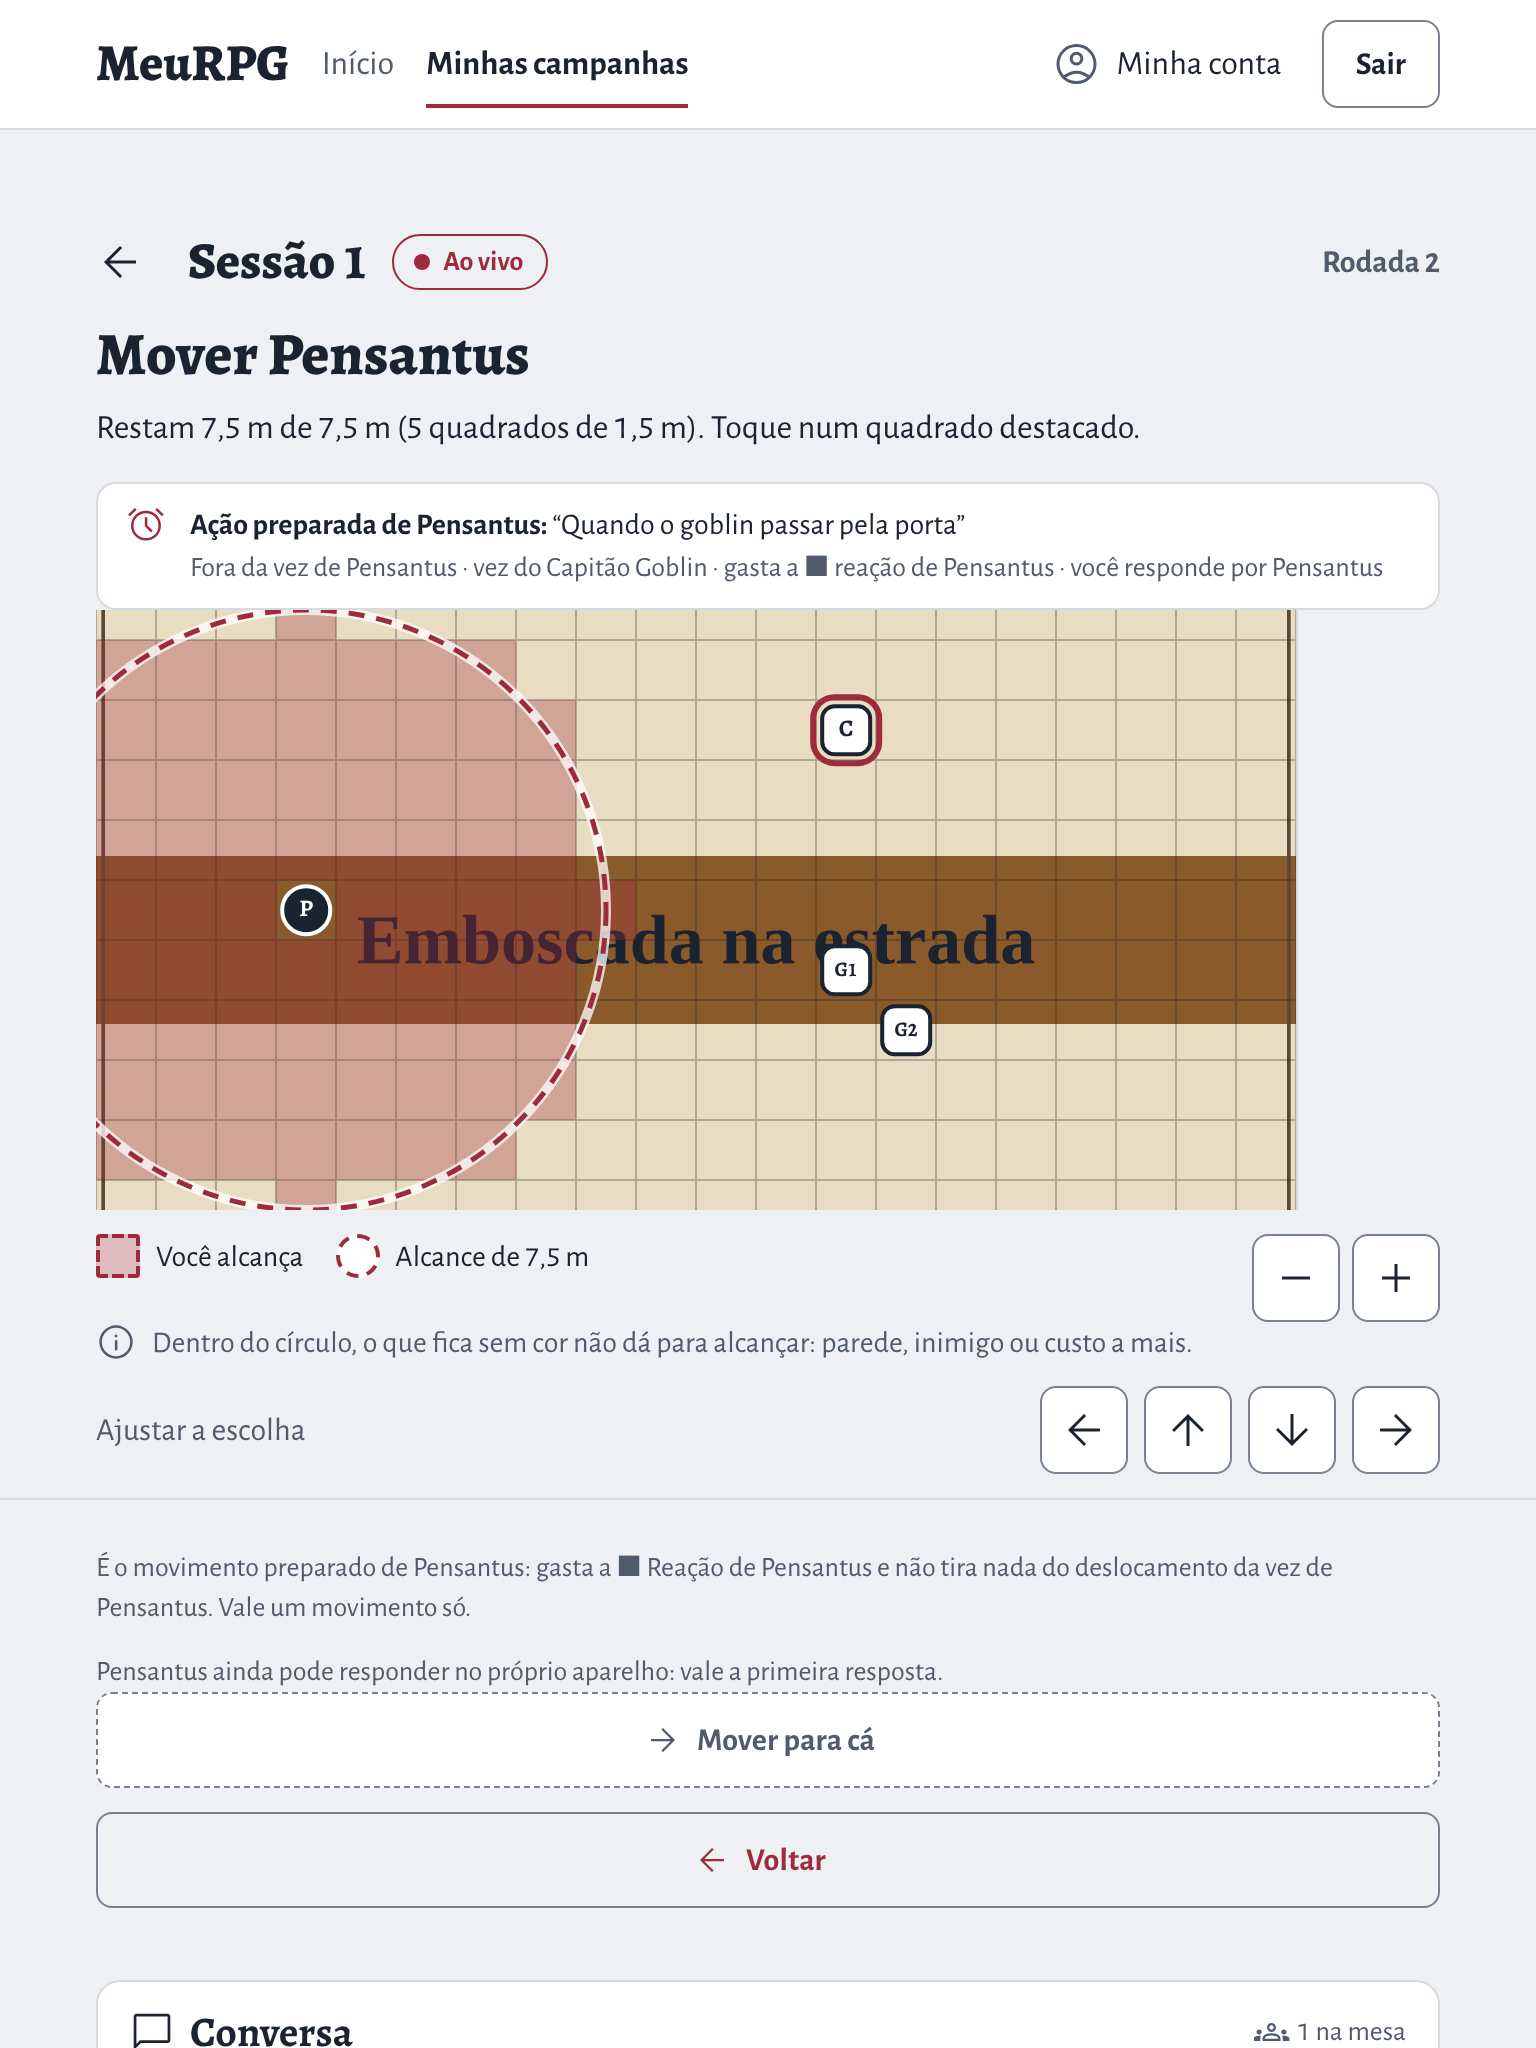 MeuRPG Início Minhas campanhas Minha conta Sair
Sessão 1 Ao vivo Rodada 2
Mover Pensantus
Restam 7,5 m de 7,5 m (5 quadrados de 1,5 m). Toque num quadrado destacado.
Ação preparada de Pensantus: “Quando o goblin passar pela porta”
Fora da vez de Pensantus · vez do Capitão Goblin · gasta a ■ reação de Pensantus · você responde por Pensantus
C
P
Emboscada na estrada
G1
G2
Você alcança Alcance de 7,5 m
Dentro do círculo, o que fica sem cor não dá para alcançar: parede, inimigo ou custo a mais.
Ajustar a escolha
É o movimento preparado de Pensantus: gasta a ■ Reação de Pensantus e não tira nada do deslocamento da vez de
Pensantus. Vale um movimento só.
Pensantus ainda pode responder no próprio aparelho: vale a primeira resposta.
Mover para cá
Voltar
Conversa 1 na mesa